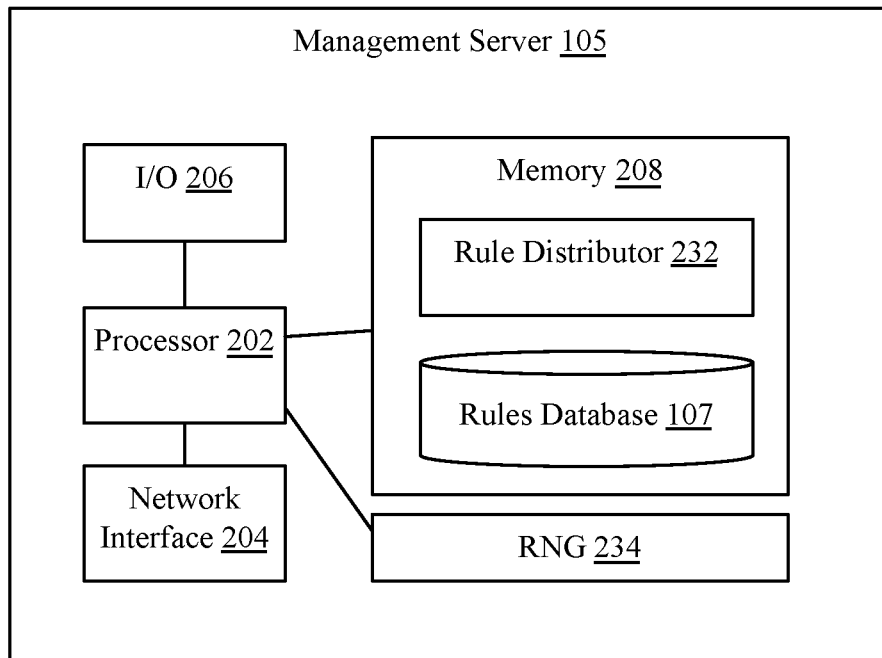 Management Server 105
I/O 206
Processor 202
Network
Interface 204
Memory 208
Rule Distributor 232
Rules Database 107
RNG 234